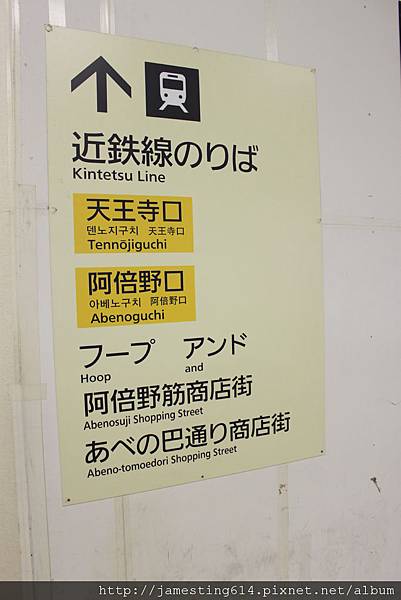 近鉄線のりば
Kintetsu Line
天王寺口
덴노지구치 天王寺口
Tennōjiguchi
阿倍野口
아베노구치 阿倍野口
Abenoguchi
フープ アンド
Hoop and
阿倍野筋商店街
Abenosuji Shopping Street
あべの巴通り商店街
Abeno-tomoedori Shopping Street
http://jamesting614.pixnet.net/album